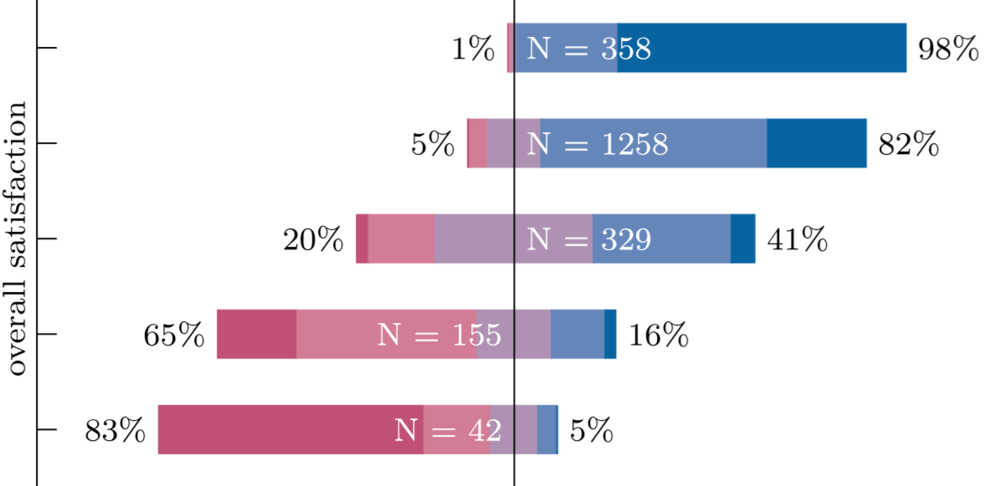 overall satisfaction
1% N = 358 98%
5% N = 1258 82%
20% N = 329 41%
65% N = 155 16%
83% N = 42 5%